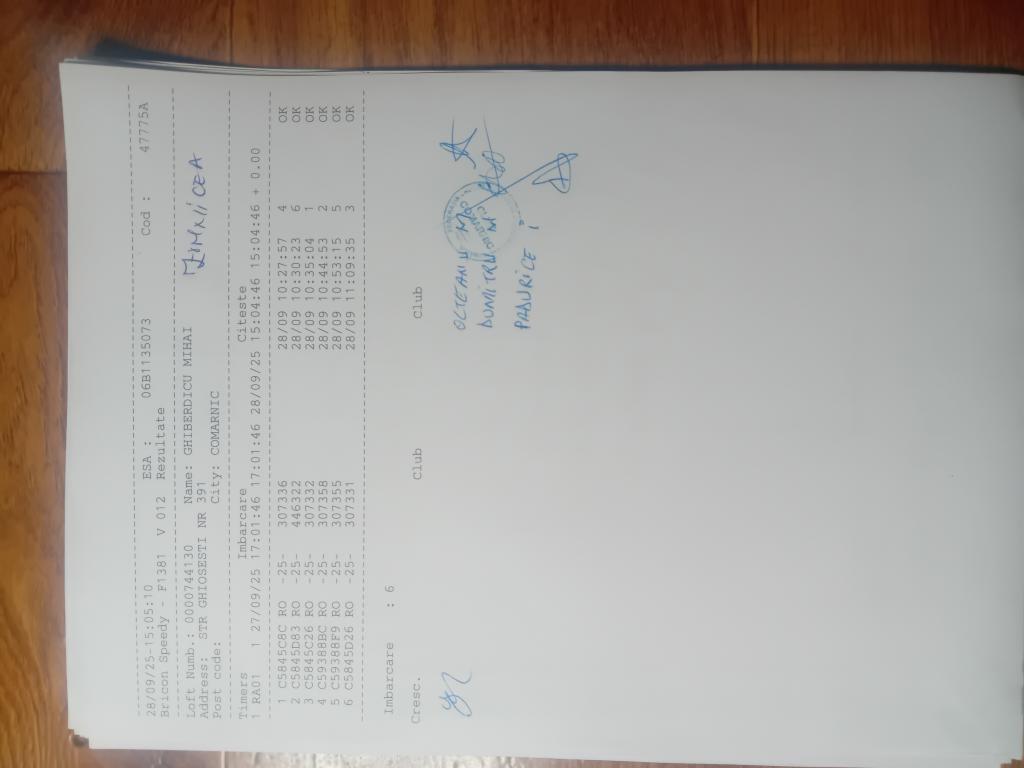 28/09/25-15:05:10 ESA : 06B1135073 Cod : 47775A
Bricon Speedy - F1381 V 012 Rezultate
Loft Numb.: 0000744130 Name: GHIBERDICU MIHAI ZIMNICEA
Address: STR GHIOSESTI NR 391
Post code: City: COMARNIC
Timers Imbarcare Citeste
1 RA01 1 27/09/25 17:01:46 17:01:46 28/09/25 15:04:46 15:04:46 + 0.00
1 C5845C8C RO -25- 307336 28/09 10:27:57 4 OK
2 C5845D83 RO -25- 446322 28/09 10:30:23 6 OK
3 C5845C26 RO -25- 307332 28/09 10:35:04 1 OK
4 C59388BC RO -25- 307358 28/09 10:44:53 2 OK
5 C59388F9 RO -25- 307355 28/09 10:53:15 5 OK
6 C5845D26 RO -25- 307331 28/09 11:09:35 3 OK
Imbarcare : 6
Cresc. Club Club
OLTEANU
DUMITRU M
PADURICE I